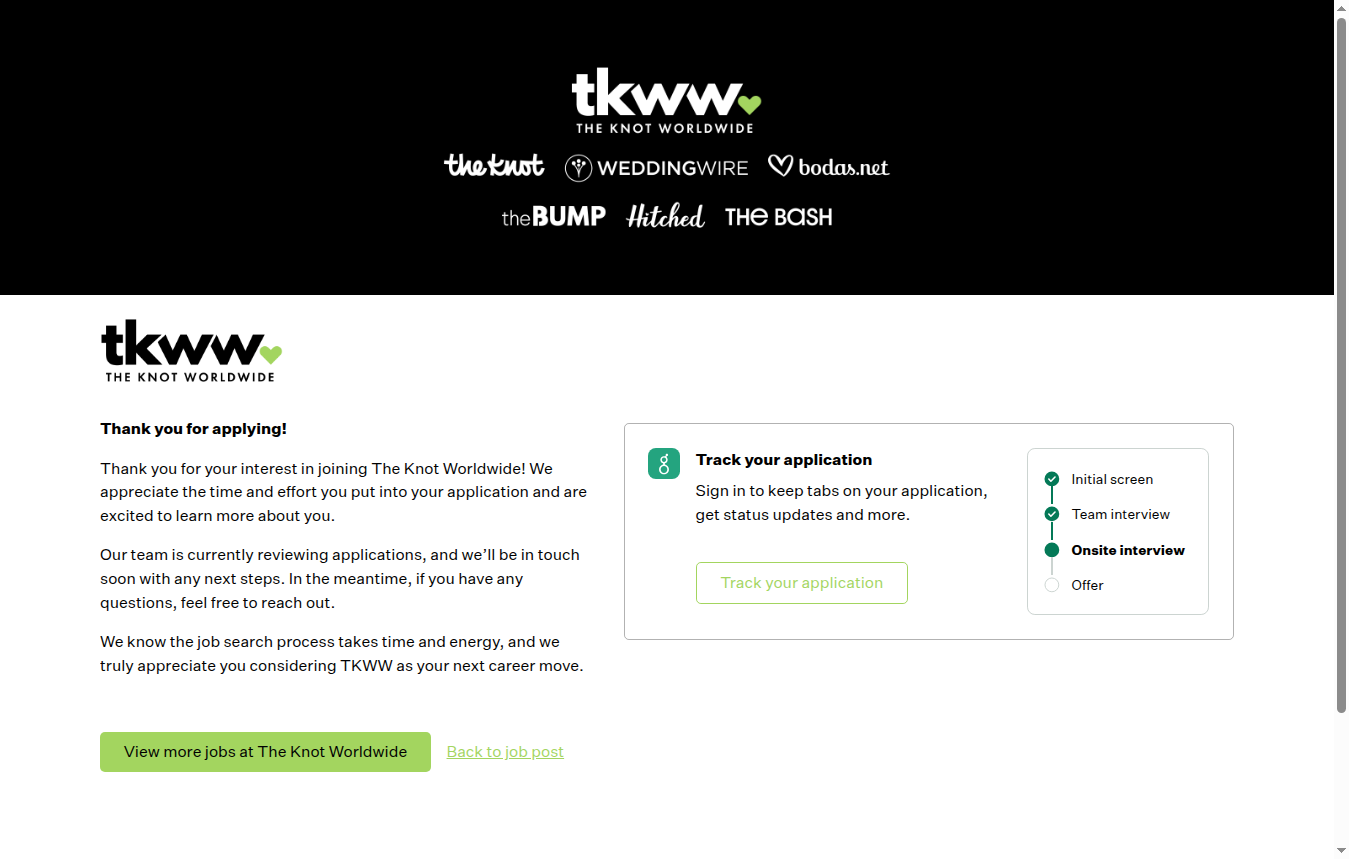 tkww
THE KNOT WORLDWIDE
the knot WEDDINGWIRE bodas.net
the BUMP Hitched THE BASH
tkww
THE KNOT WORLDWIDE
Thank you for applying!
Thank you for your interest in joining The Knot Worldwide! We
appreciate the time and effort you put into your application and are
excited to learn more about you.
Our team is currently reviewing applications, and we’ll be in touch
soon with any next steps. In the meantime, if you have any
questions, feel free to reach out.
We know the job search process takes time and energy, and we
truly appreciate you considering TKWW as your next career move.
View more jobs at The Knot Worldwide
Back to job post
Track your application
Sign in to keep tabs on your application,
get status updates and more.
Track your application
Initial screen
Team interview
Onsite interview
Offer